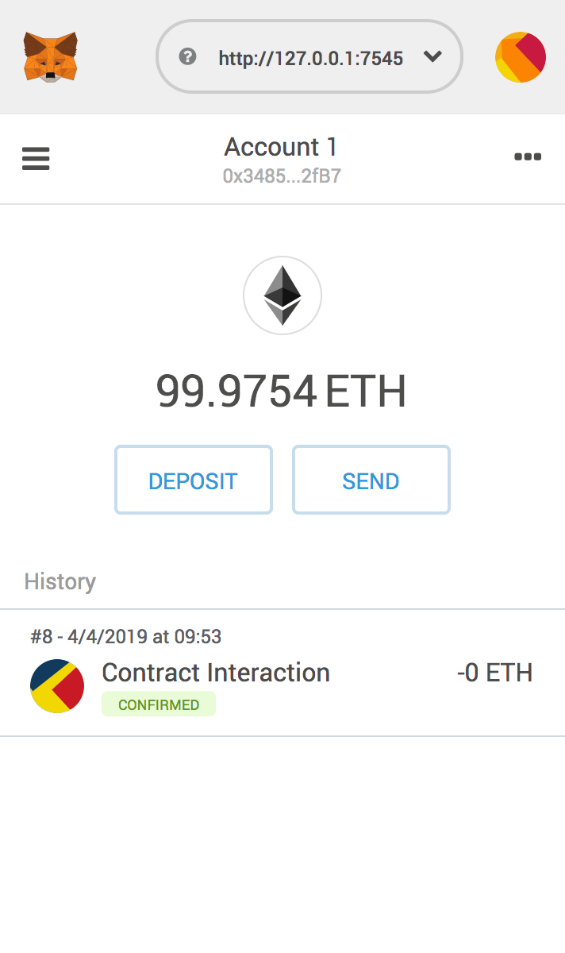 http://127.0.0.1:7545
Account 1
0x3485...2fB7
99.9754 ETH
DEPOSIT
SEND
History
#8 - 4/4/2019 at 09:53
Contract Interaction
-0 ETH
CONFIRMED